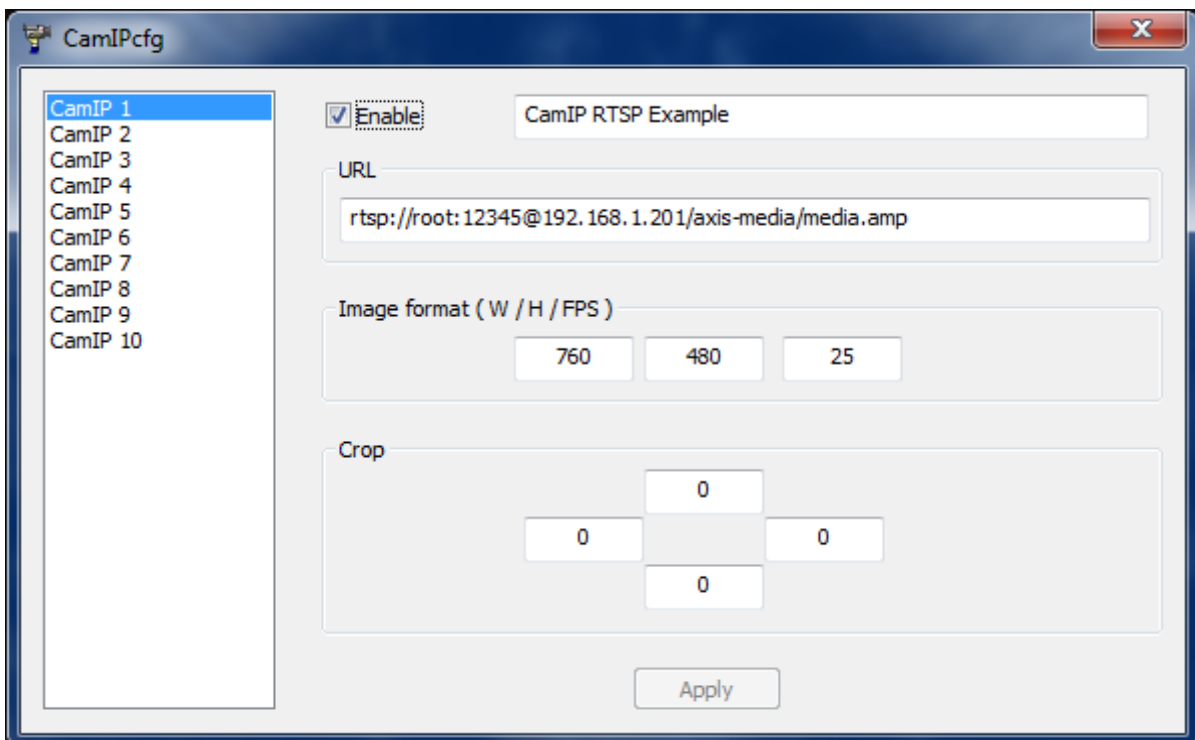 CamIPcfg
CamIP 1
CamIP 2
CamIP 3
CamIP 4
CamIP 5
CamIP 6
CamIP 7
CamIP 8
CamIP 9
CamIP 10
Enable
CamIP RTSP Example
URL
rtsp://root:12345@192.168.1.201/axis-media/media.amp
Image format ( W / H / FPS )
760 480 25
Crop
0
0 0
0
Apply